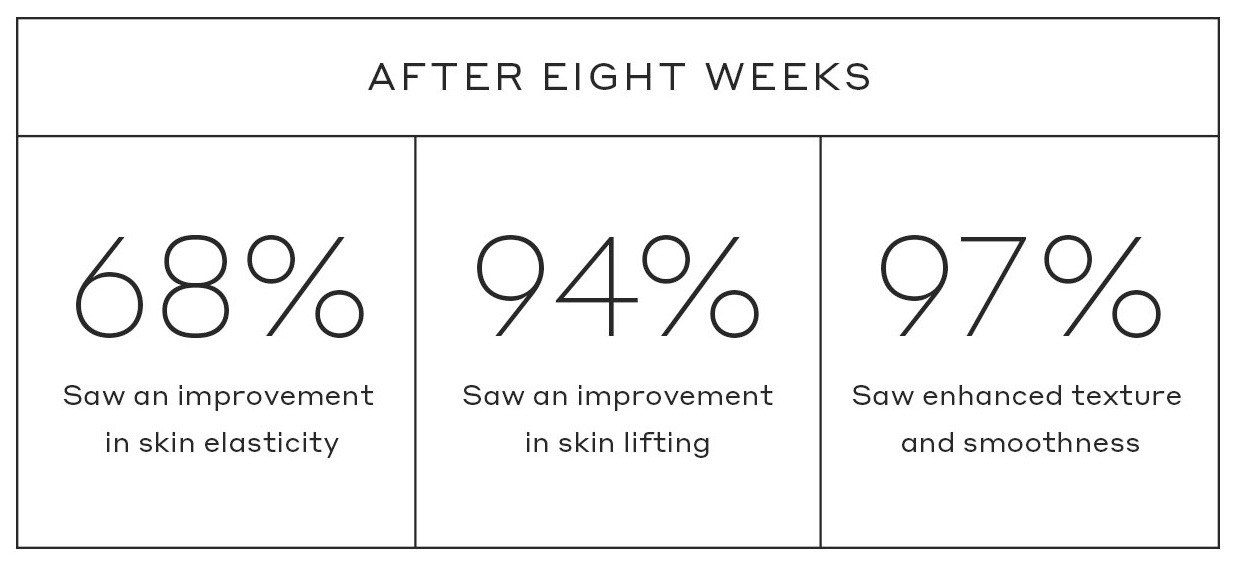 AFTER EIGHT WEEKS
68%
94%
97%
Saw an improvement
in skin elasticity
Saw an improvement
in skin lifting
Saw enhanced texture
and smoothness